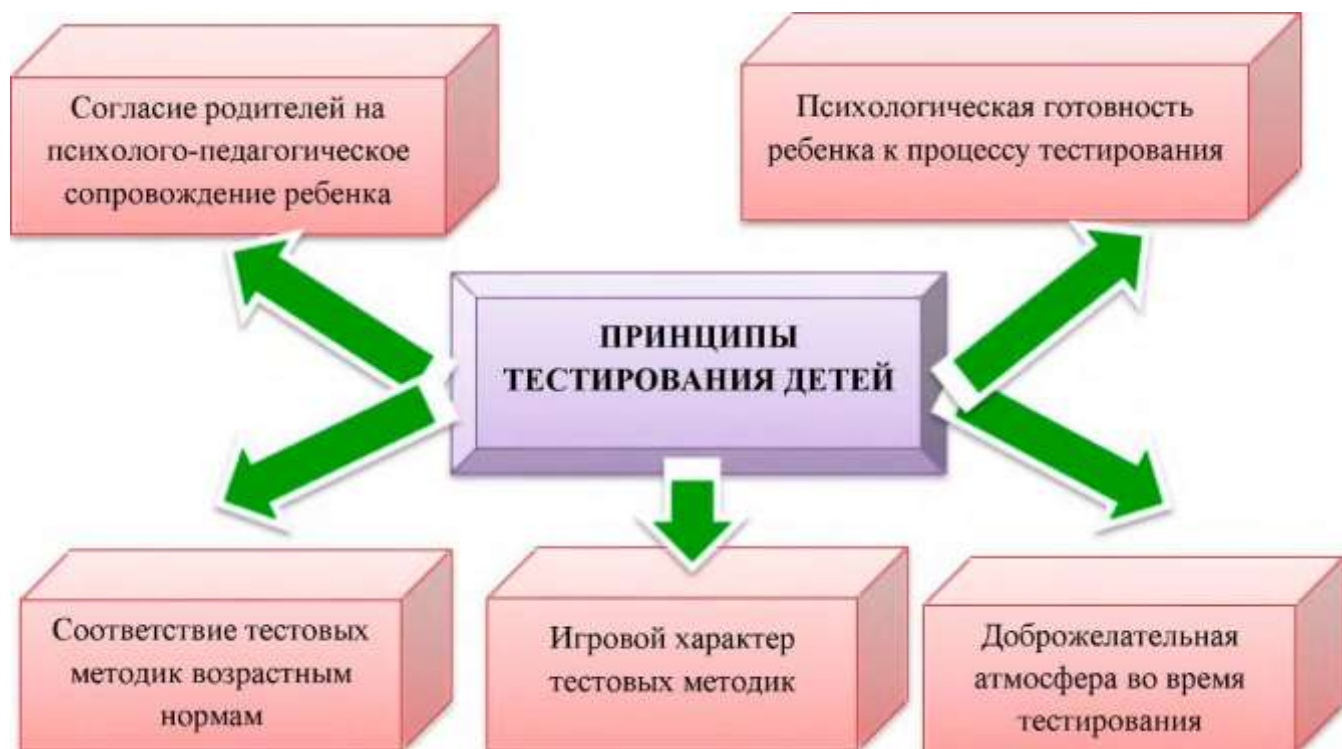 Согласие родителей на
психолого-педагогическое
сопровождение ребенка
Психологическая готовность
ребенка к процессу тестирования
ПРИНЦИПЫ
ТЕСТИРОВАНИЯ ДЕТЕЙ
Соответствие тестовых
методик возрастным
нормам
Игровой характер
тестовых методик
Доброжелательная
атмосфера во время
тестирования